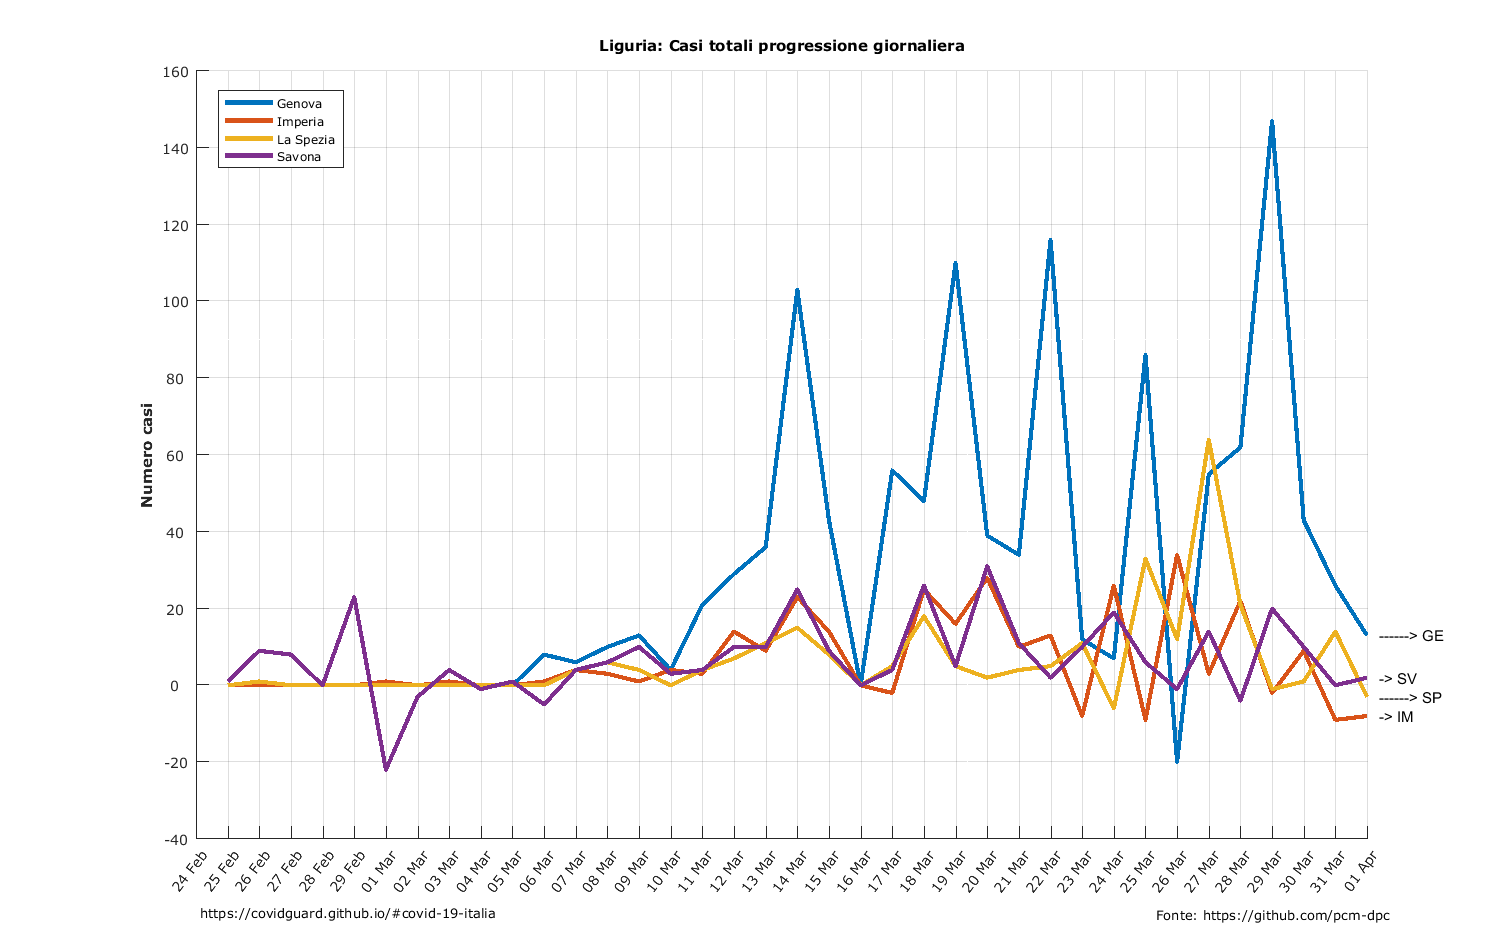 Liguria: Casi totali progressione giornaliera
160
140
120
100
80
60
40
20
0
-20
-40
Numero casi
Genova
Imperia
La Spezia
Savona
------> GE
-> SV
------> SP
-> IM
24 Feb
25 Feb
26 Feb
27 Feb
28 Feb
29 Feb
01 Mar
02 Mar
03 Mar
04 Mar
05 Mar
06 Mar
07 Mar
08 Mar
09 Mar
10 Mar
11 Mar
12 Mar
13 Mar
14 Mar
15 Mar
16 Mar
17 Mar
18 Mar
19 Mar
20 Mar
21 Mar
22 Mar
23 Mar
24 Mar
25 Mar
26 Mar
27 Mar
28 Mar
29 Mar
30 Mar
31 Mar
01 Apr
https://covidguard.github.io/#covid-19-italia
Fonte: https://github.com/pcm-dpc